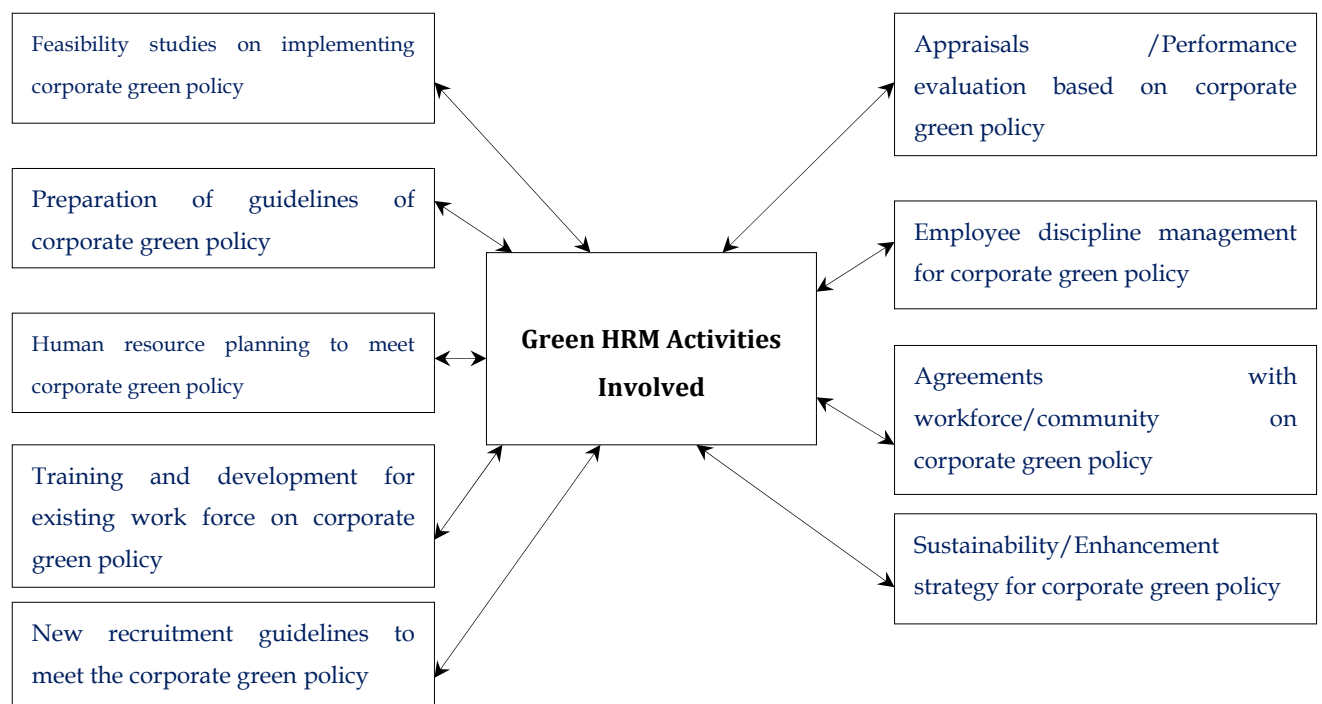 Feasibility studies on implementing
corporate green policy
Preparation of guidelines of
corporate green policy
Human resource planning to meet
corporate green policy
Training and development for
existing work force on corporate
green policy
New recruitment guidelines to
meet the corporate green policy
Green HRM Activities
Involved
Appraisals /Performance
evaluation based on corporate
green policy
Employee discipline management
for corporate green policy
Agreements with
workforce/community on
corporate green policy
Sustainability/Enhancement
strategy for corporate green policy